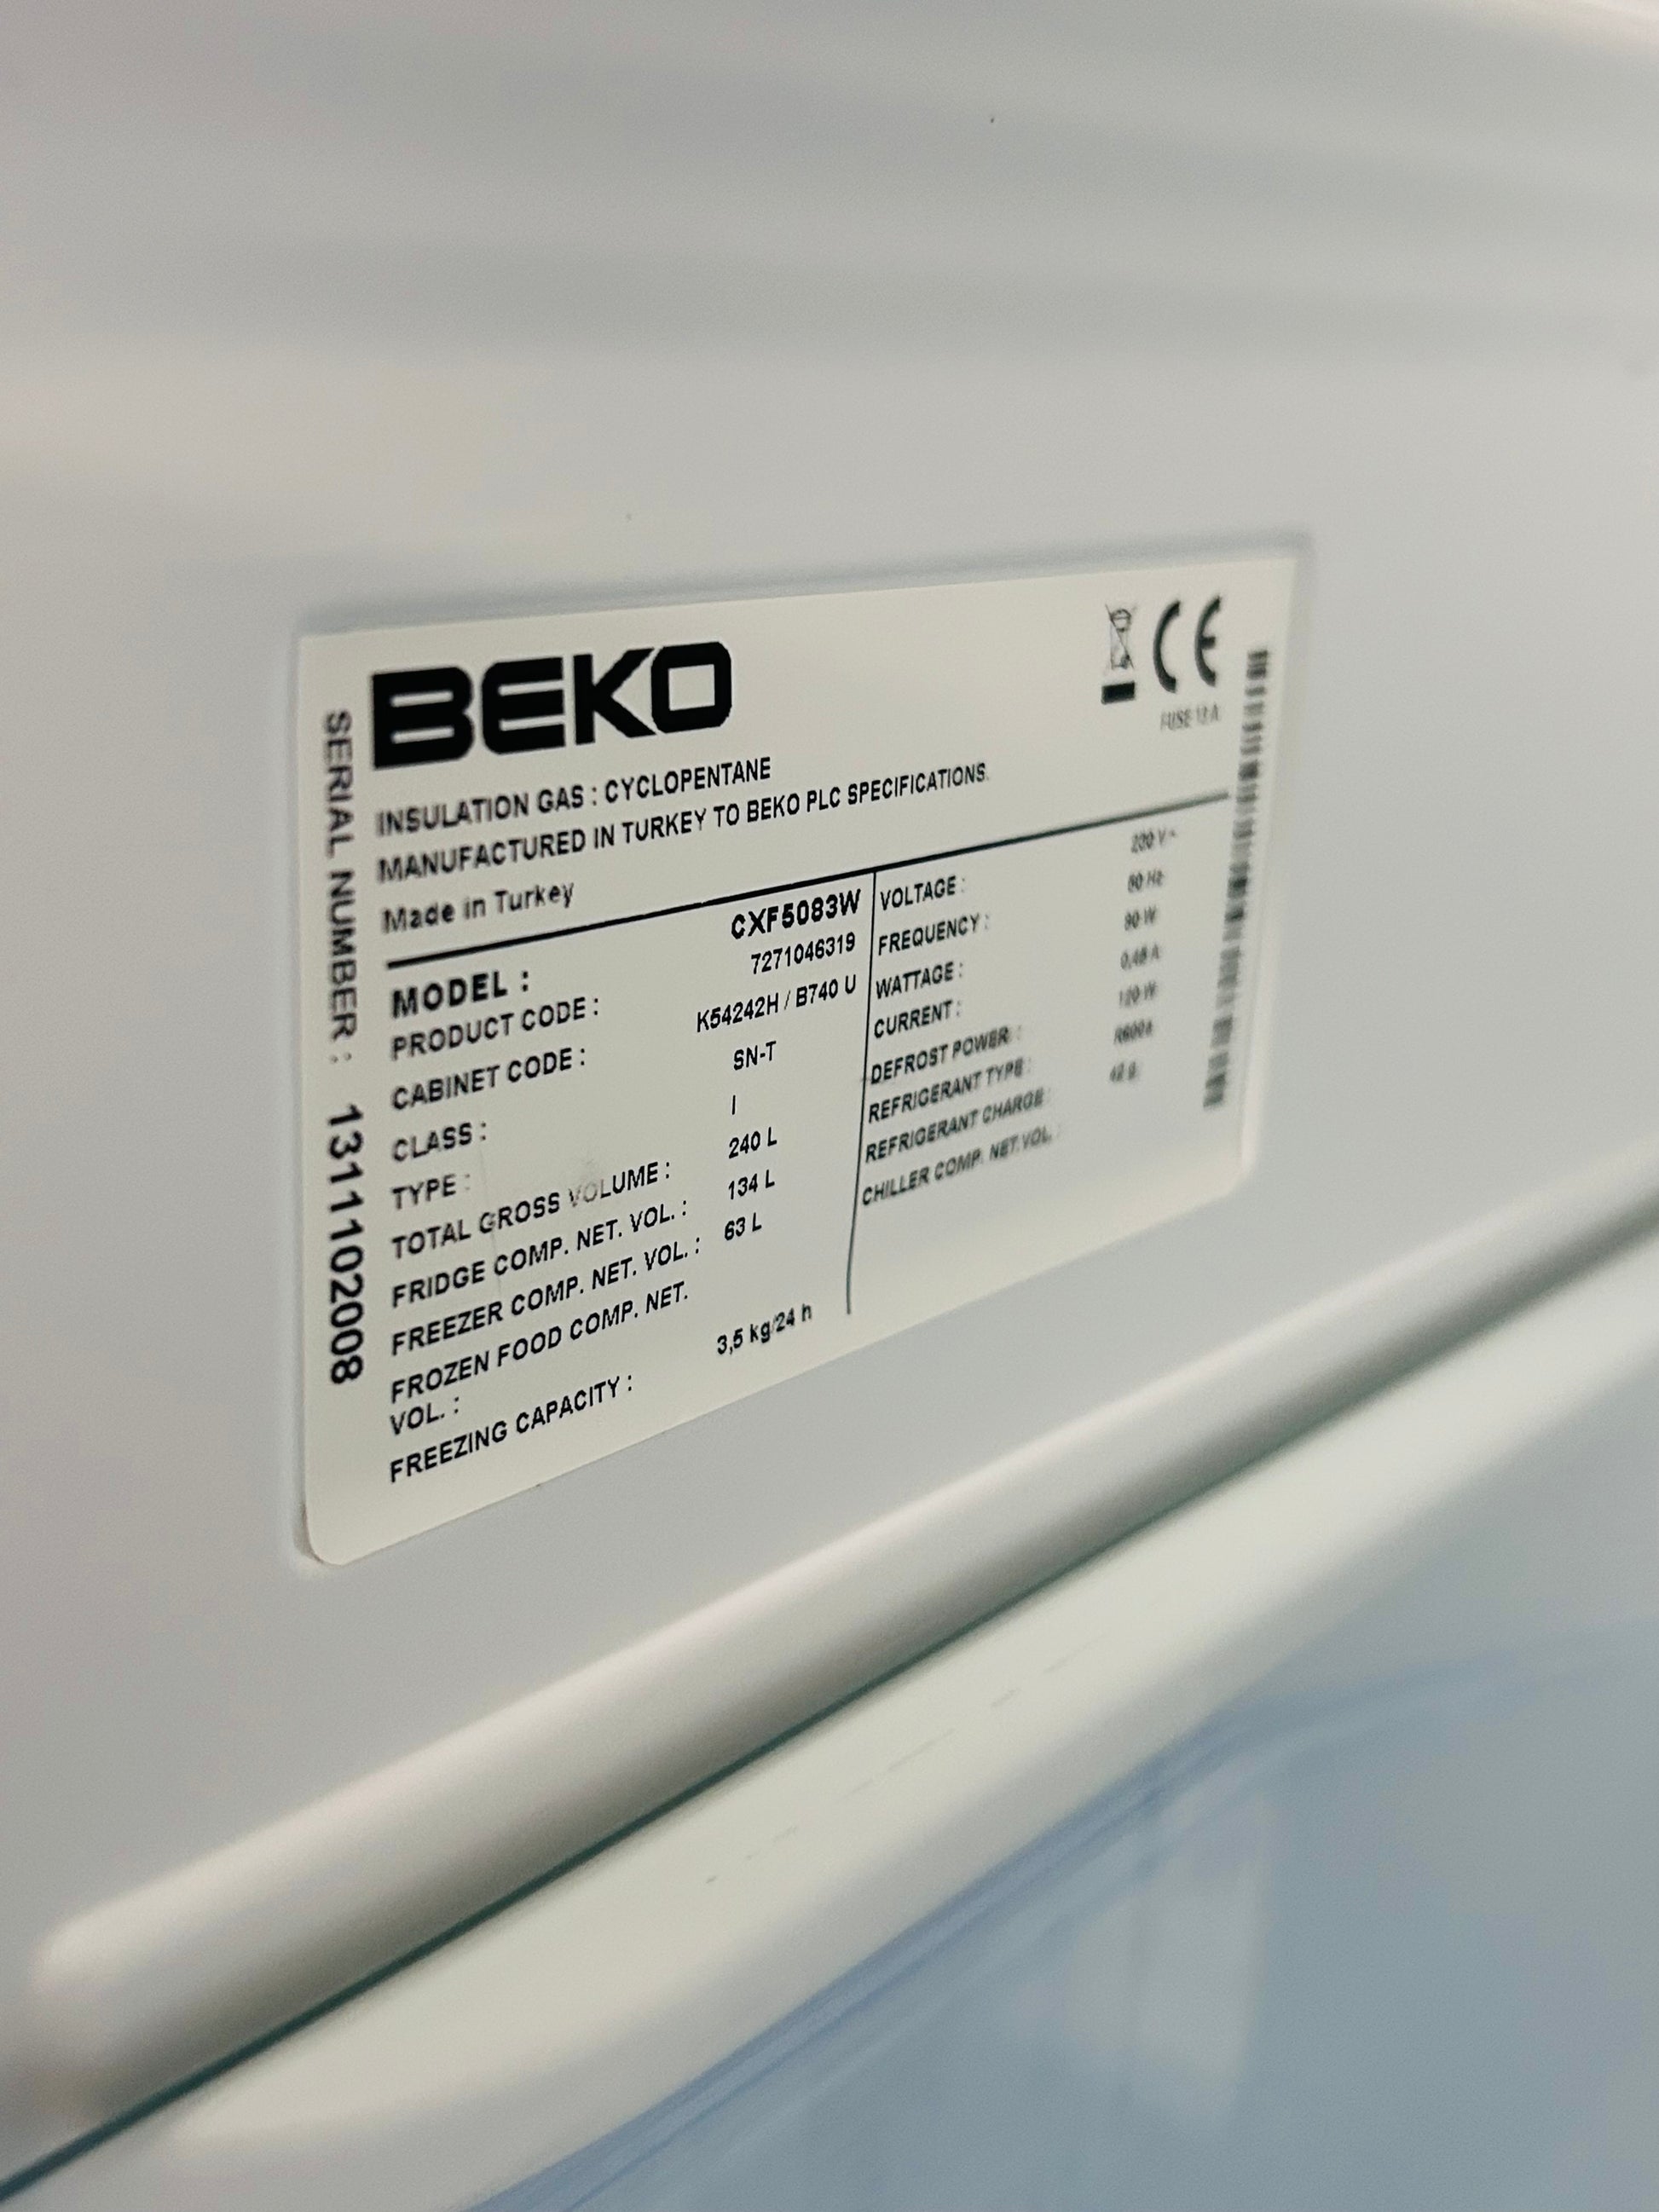 BEKO
CE
INSULATION GAS : CYCLOPENTANE
MANUFACTURED IN TURKEY TO BEKO PLC SPECIFICATIONS.
Made in Turkey
SERIAL NUMBER : 1311102008
MODEL : CXF5083W
PRODUCT CODE : 7271046319
CABINET CODE : K54242H / B740 U
CLASS : SN-T
TYPE : I
TOTAL GROSS VOLUME : 240 L
FRIDGE COMP. NET. VOL. : 134 L
FREEZER COMP. NET. VOL. : 63 L
FROZEN FOOD COMP. NET.
VOL. :
FREEZING CAPACITY : 3,5 kg/24 h
VOLTAGE :
FREQUENCY :
WATTAGE :
CURRENT :
DEFROST POWER :
REFRIGERANT TYPE :
REFRIGERANT CHARGE :
CHILLER COMP. NET.VOL. :